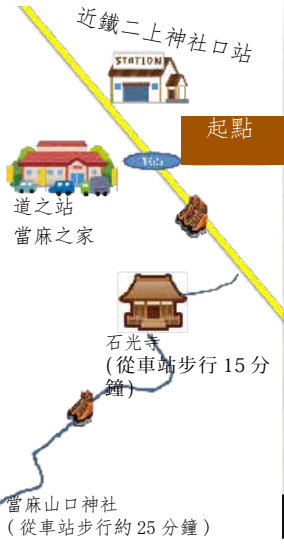 近鐵二上神社口站
STATION
起點
165
道之站
當麻之家
石光寺
(從車站步行 15 分
鐘)
當麻山口神社
( 從車站步行約 25 分鐘 )